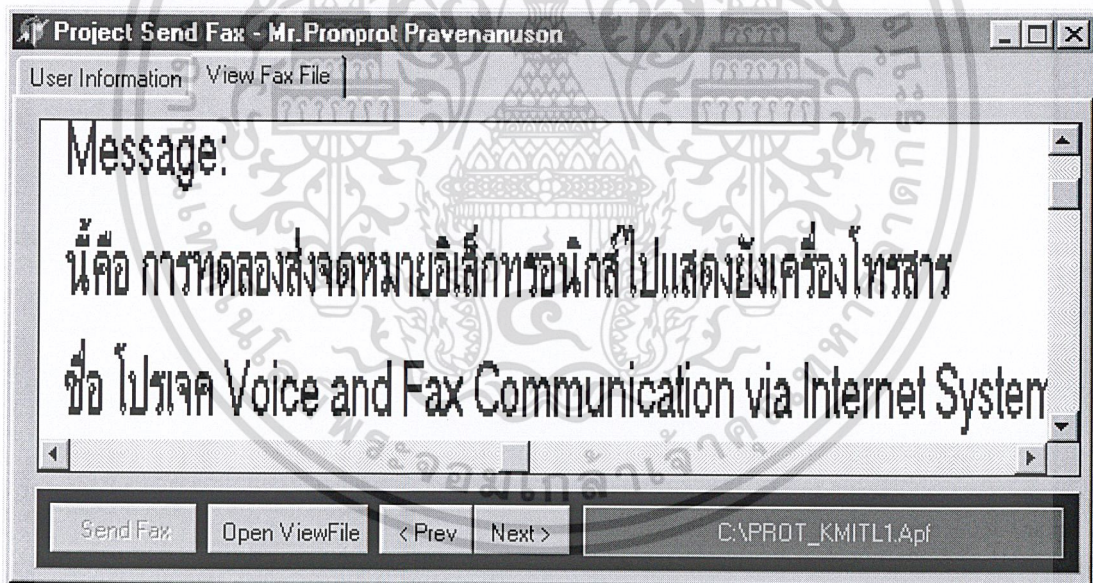 Project Send Fax - Mr.Pronprot Pravenanuson
User Information View Fax File
Message:
นี้คือ การทดลองส่งจดหมายอิเล็กทรอนิกส์ไปแสดงยังเครื่องโทรสาร
ชื่อ โปรเจค Voice and Fax Communication via Internet System
Send Fax Open ViewFile < Prev Next > C:\PROT_KMITL1.Apf